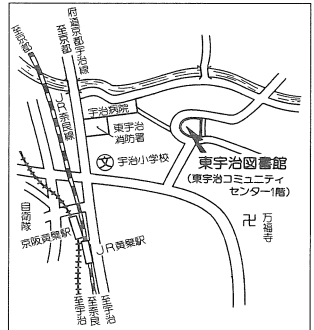 至京都
府道京都宇治線
至京都
JR奈良線
宇治病院
東宇治
消防署
文
宇治小学校
東宇治図書館
(東宇治コミュニティ
センター1階)
自衛隊
京阪黄檗駅
JR黄檗駅
卍
万福寺
至宇治
至奈良
至宇治